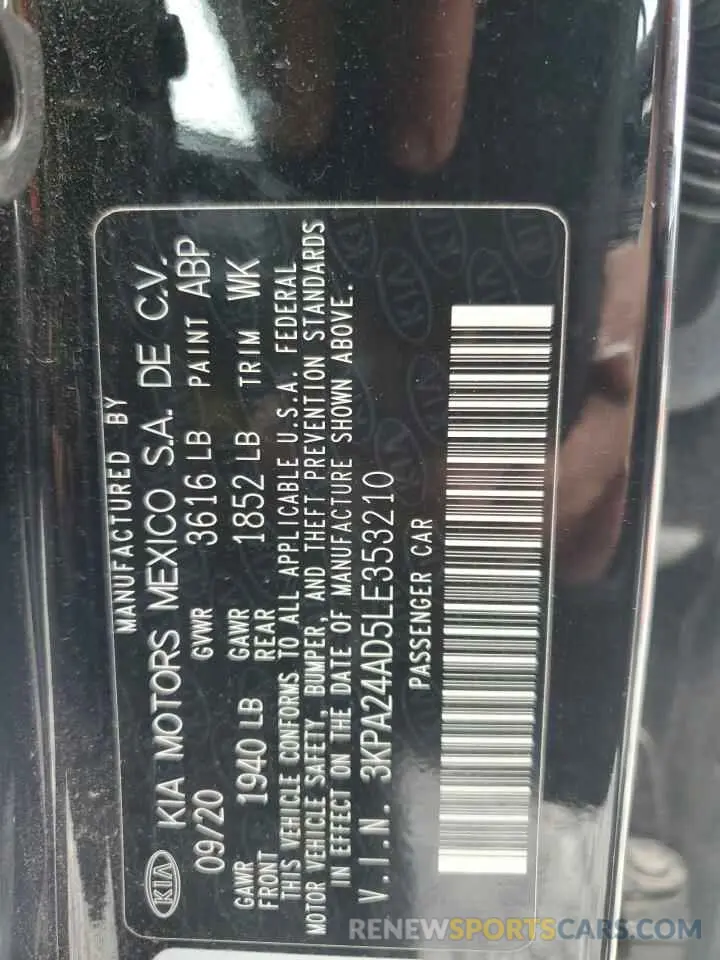 MANUFACTURED BY
KIA KIA MOTORS MEXICO S.A. DE C.V.
09/20 GVWR 3616 LB PAINT ABP
GAWR FRONT 1940 LB GAWR REAR 1852 LB TRIM WK
THIS VEHICLE CONFORMS TO ALL APPLICABLE U.S.A. FEDERAL
MOTOR VEHICLE SAFETY, BUMPER, AND THEFT PREVENTION STANDARDS
IN EFFECT ON THE DATE OF MANUFACTURE SHOWN ABOVE.
V.I.N. 3KPA24AD5LE353210
PASSENGER CAR
RENEWSPORTSCARS.COM